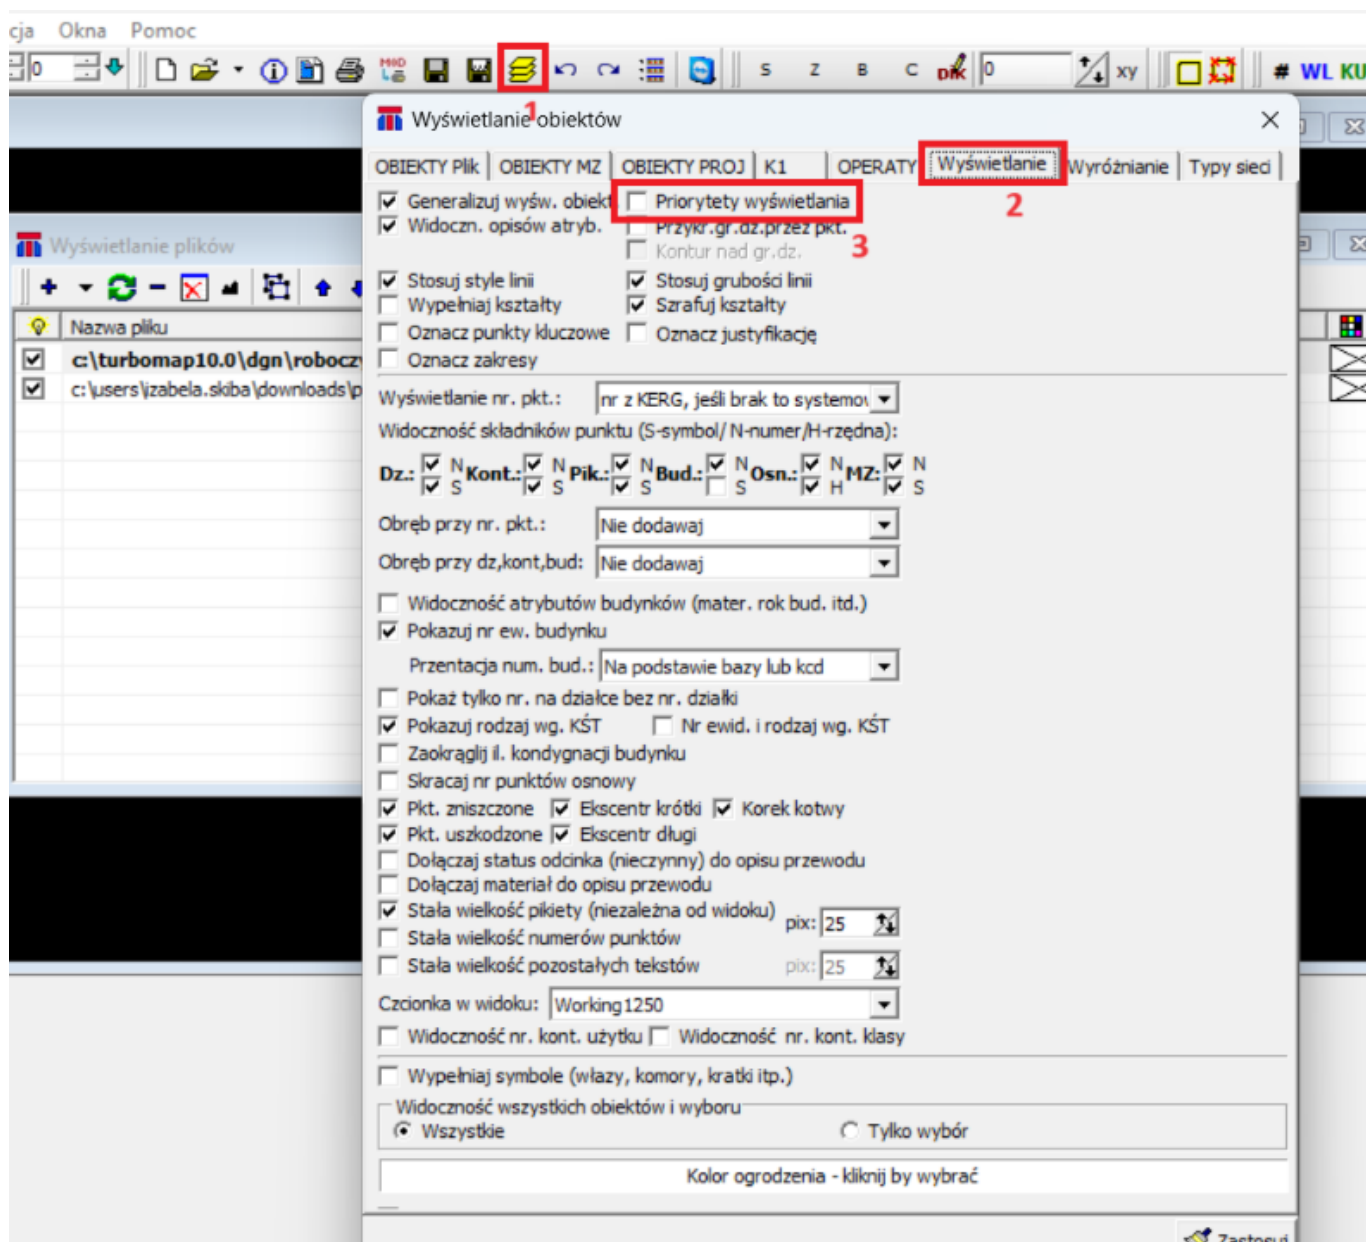 cja Okna Pomoc
0 MID S Z B C DtK 0 xy # WL KU
1
Wyświetlanie obiektów
OBIEKTY Plik OBIEKTY MZ OBIEKTY PROJ K1 OPERATY Wyświetlanie Wyróżnianie Typy sieci
Generalizuj wyśw. obiekt. Priorytety wyświetlania 2
Widoczn. opisów atryb. Przykr.gr.dz.przez pkt. 3
Wyświetlanie plików
Kontur nad gr.dz.
Stosuj style linii Stosuj grubości linii
Wypełniaj kształty Szrafuj kształty
Nazwa pliku
Oznacz punkty kluczowe Oznacz justyfikację
c:\turbomap10.0\dgn\roboczy
Oznacz zakresy
c:\users\izabela.skiba\downloads\p
Wyświetlanie nr. pkt.: nr z KERG, jeśli brak to systemow
Widoczność składników punktu (S-symbol/ N-numer/H-rzędna):
Dz.: N S Kont.: N S Pik.: N S Bud.: N S Osn.: N H MZ: N S
Obręb przy nr. pkt.: Nie dodawaj
Obręb przy dz,kont,bud: Nie dodawaj
Widoczność atrybutów budynków (mater. rok bud. itd.)
Pokazuj nr ew. budynku
Przentacja num. bud.: Na podstawie bazy lub kcd
Pokaż tylko nr. na działce bez nr. działki
Pokazuj rodzaj wg. KŚT Nr ewid. i rodzaj wg. KŚT
Zaokrąglij il. kondygnacji budynku
Skracaj nr punktów osnowy
Pkt. zniszczone Ekscentr krótki Korek kotwy
Pkt. uszkodzone Ekscentr długi
Dołączaj status odcinka (nieczynny) do opisu przewodu
Dołączaj materiał do opisu przewodu
Stała wielkość pikiety (niezależna od widoku) pix: 25
Stała wielkość numerów punktów
Stała wielkość pozostałych tekstów pix: 25
Czcionka w widoku: Working1250
Widoczność nr. kont. użytku Widoczność nr. kont. klasy
Wypełniaj symbole (włazy, komory, kratki itp.)
Widoczność wszystkich obiektów i wyboru
Wszystkie Tylko wybór
Kolor ogrodzenia - kliknij by wybrać
Zastosuj